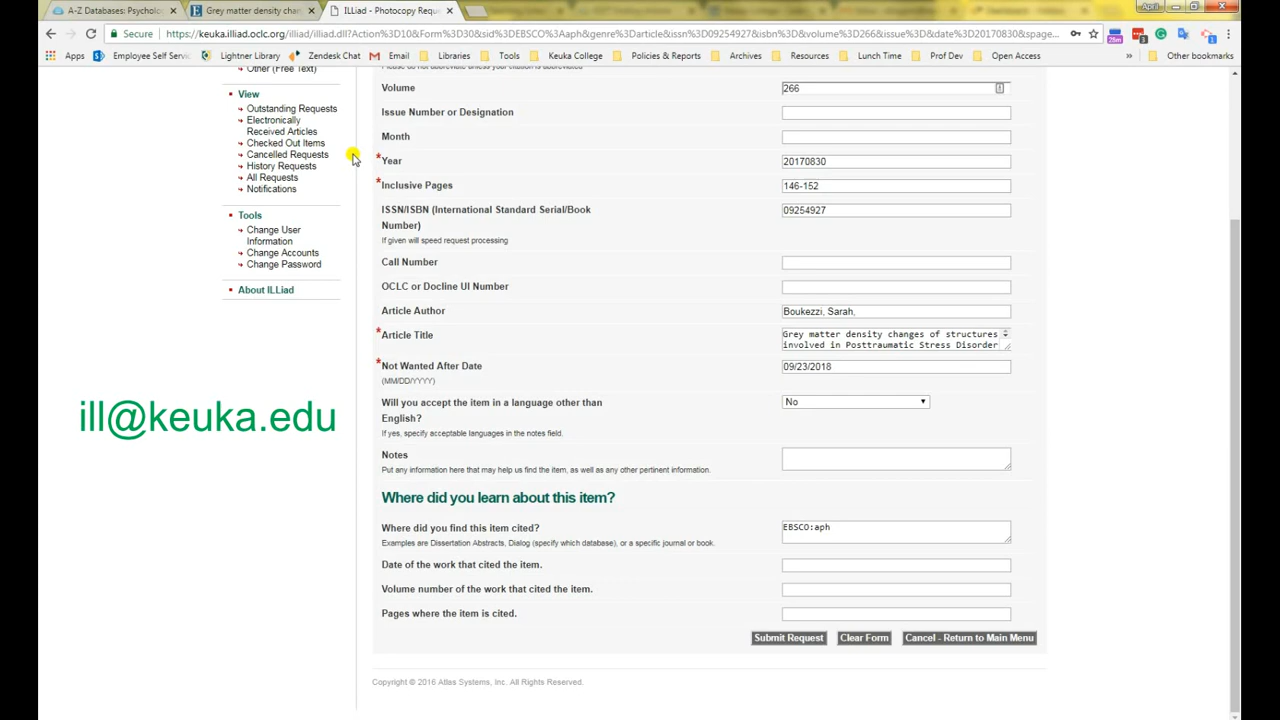 A-Z Databases: Psycholo
Grey matter density chan
ILLiad - Photocopy Requ
April
Secure
https://keuka.illiad.oclc.org/illiad/illiad.dll?Action%3D10&Form%3D30&sid%3DEBSCO%3Aaph&genre%3Darticle&issn%3D09254927&isbn%3D&volume%3D266&issue%3D&date%3D20170830&spage...
Apps
Employee Self Servic
Lightner Library
Zendesk Chat
Email
Libraries
Tools
Keuka College
Policies & Reports
Archives
Resources
Lunch Time
Prof Dev
Open Access
»
Other bookmarks
Other (Free Text)
View
Outstanding Requests
Electronically
Received Articles
Checked Out Items
Cancelled Requests
History Requests
All Requests
Notifications
Tools
Change User
Information
Change Accounts
Change Password
About ILLiad
ill@keuka.edu
Volume 266
Issue Number or Designation
Month
*Year 20170830
*Inclusive Pages 146-152
ISSN/ISBN (International Standard Serial/Book 09254927
Number)
If given will speed request processing
Call Number
OCLC or Docline UI Number
Article Author Boukezzi, Sarah,
*Article Title Grey matter density changes of structures
involved in Posttraumatic Stress Disorder
*Not Wanted After Date 09/23/2018
(MM/DD/YYYY)
Will you accept the item in a language other than No
English?
If yes, specify acceptable languages in the notes field.
Notes
Put any information here that may help us find the item, as well as any other pertinent information.
Where did you learn about this item?
Where did you find this item cited? EBSCO:aph
Examples are Dissertation Abstracts, Dialog (specify which database), or a specific journal or book.
Date of the work that cited the item.
Volume number of the work that cited the item.
Pages where the item is cited.
Submit Request
Clear Form
Cancel - Return to Main Menu
Copyright © 2016 Atlas Systems, Inc. All Rights Reserved.